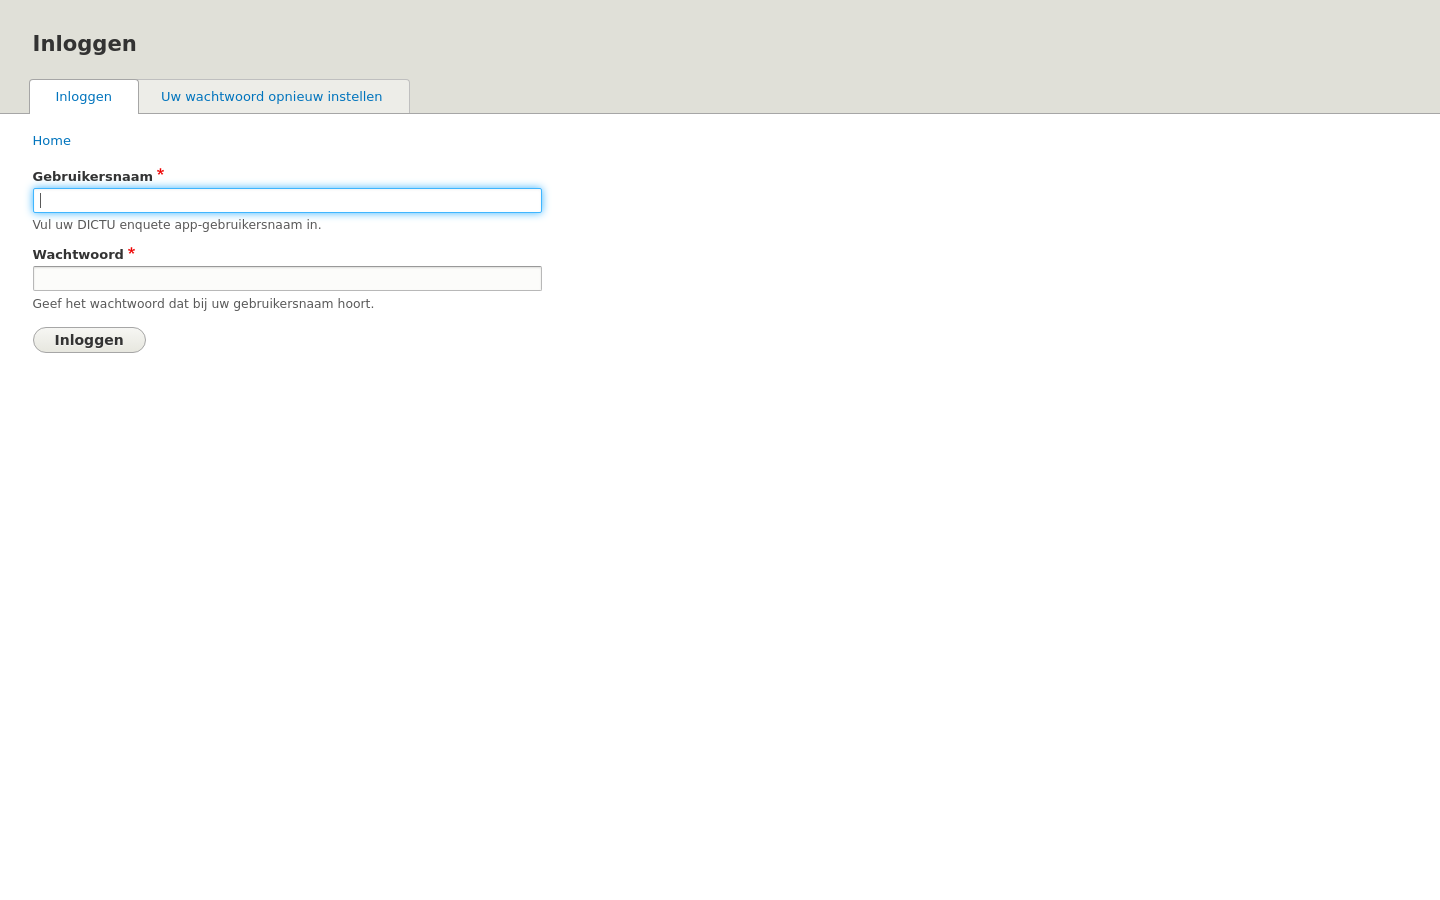 Inloggen
Inloggen
Uw wachtwoord opnieuw instellen
Home
Gebruikersnaam *
Vul uw DICTU enquete app-gebruikersnaam in.
Wachtwoord *
Geef het wachtwoord dat bij uw gebruikersnaam hoort.
Inloggen